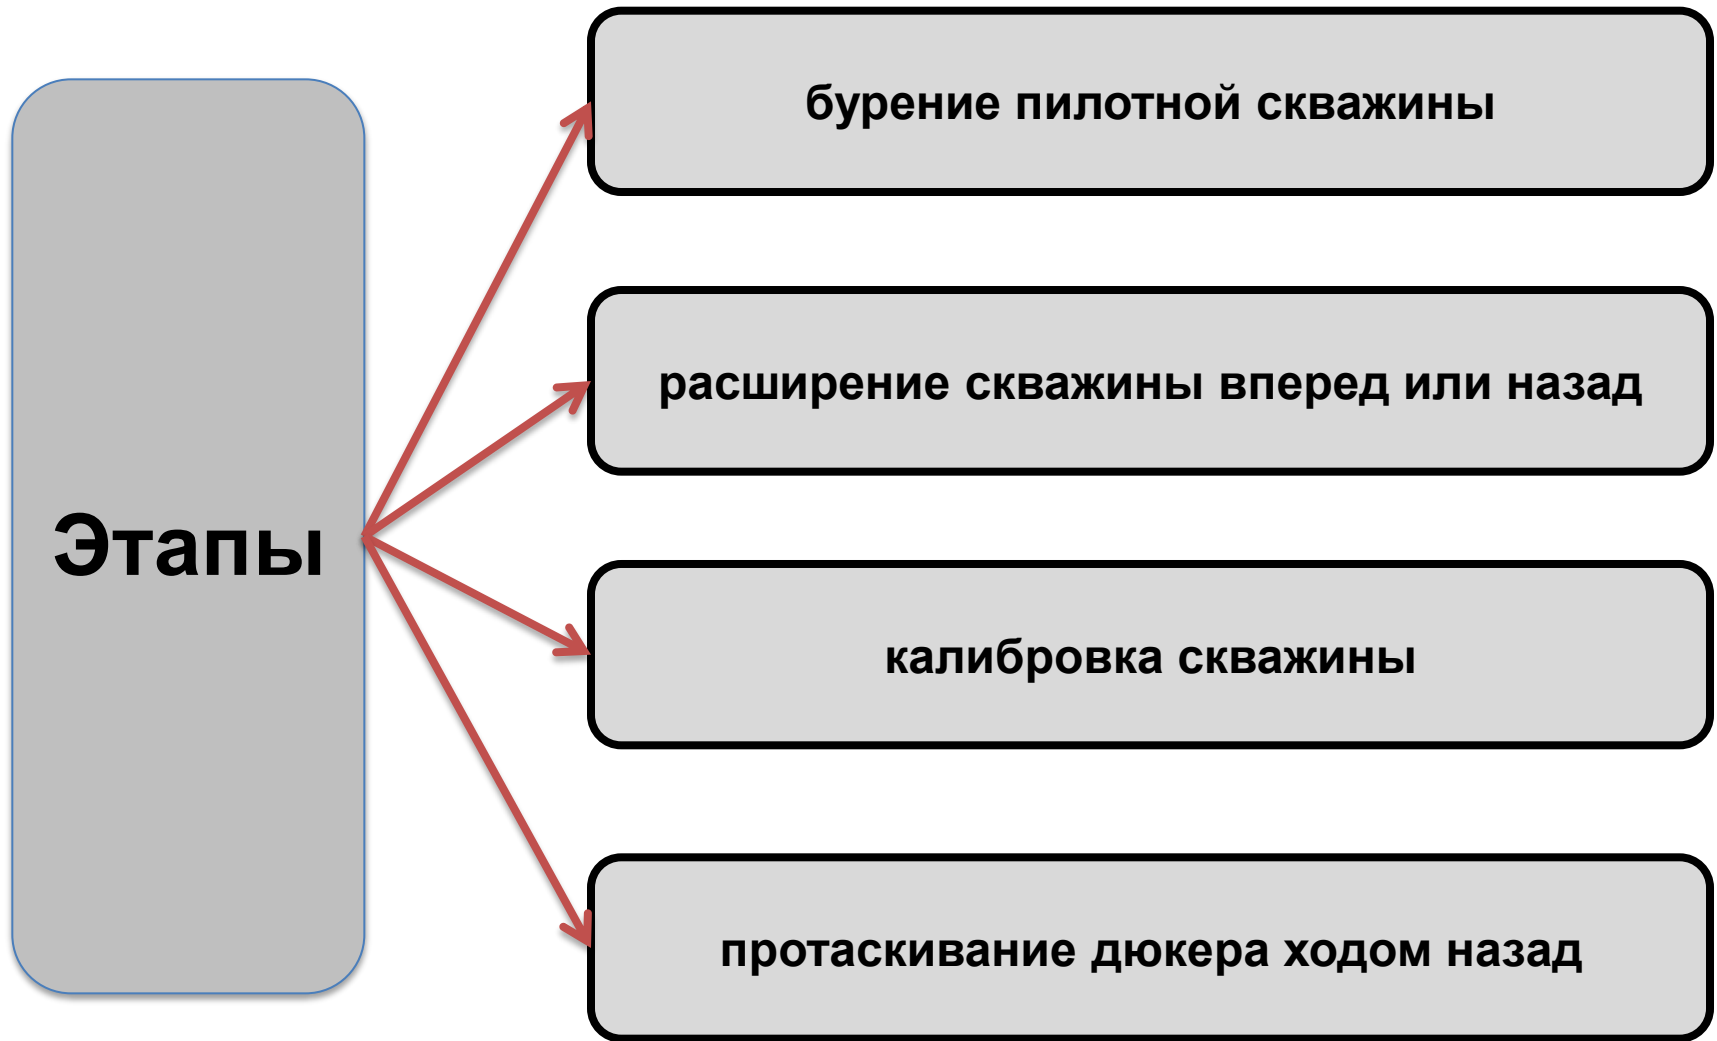 Этапы
бурение пилотной скважины
расширение скважины вперед или назад
калибровка скважины
протаскивание дюкера ходом назад